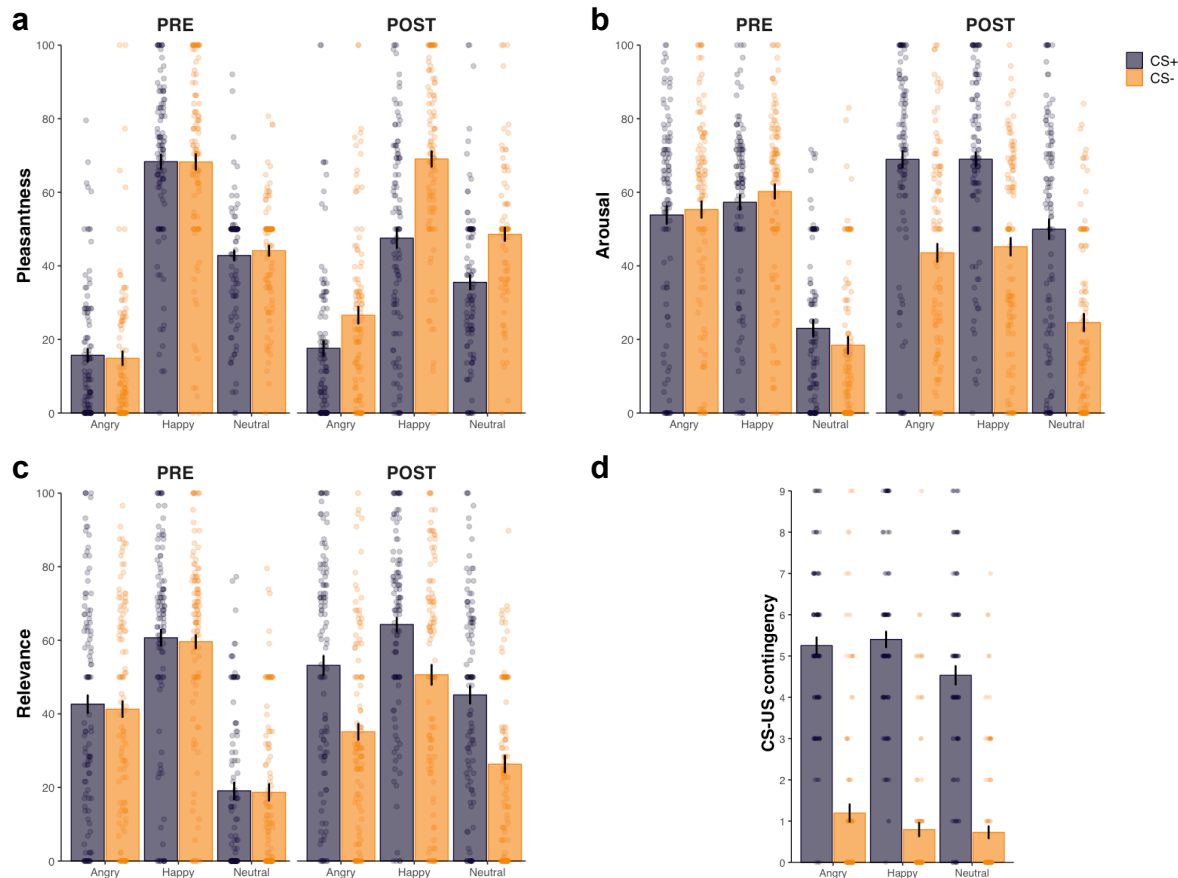 a
PRE
POST
Pleasantness
100
80
60
40
20
0
Angry
Happy
Neutral
Angry
Happy
Neutral
b
PRE
POST
Arousal
100
80
60
40
20
0
Angry
Happy
Neutral
Angry
Happy
Neutral
CS+
CS-
c
PRE
POST
Relevance
100
80
60
40
20
0
Angry
Happy
Neutral
Angry
Happy
Neutral
d
CS-US contingency
9
8
7
6
5
4
3
2
1
0
Angry
Happy
Neutral